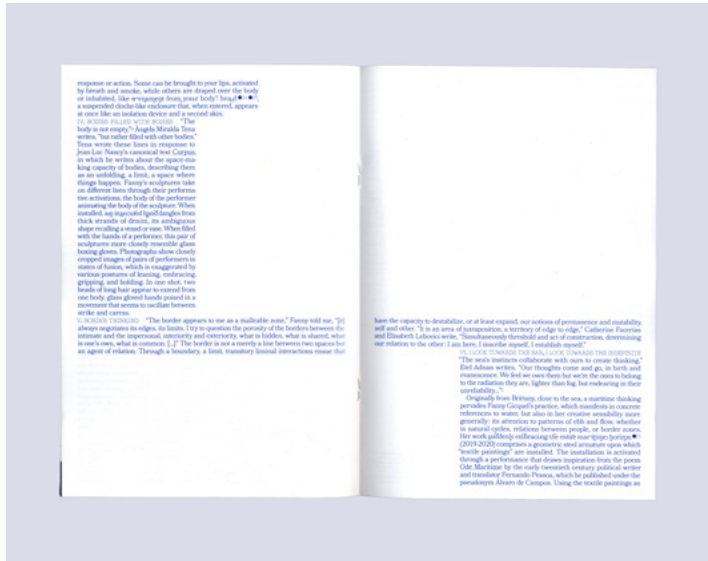 response or action. Some can be brought to your lips, activated
by breath and smoke, while others are draped over the body
or inhabited, like from your body?
a suspended cloche-like enclosure that, when entered, appears
at once like an isolation device and a second skin.
BODIES FILLED WITH BODIES “The
body is not empty,” Àngela Miralda Tena
writes, “but rather filled with other bodies.”
Tena wrote these lines in response to
Jean-Luc Nancy’s canonical text Corpus,
in which he writes about the space-ma-
king capacity of bodies, describing them
as an unfolding, a limit, a space where
things happen. Fanny’s sculptures take
on different lives through their performa-
tive activations, the body of the performer
animating the body of the sculpture. When
installed, dangles from
thick strands of denim, its ambiguous
shape recalling a vessel or vase. When filled
with the hands of a performer, this pair of
sculptures more closely resemble glass
boxing gloves. Photographs show closely
cropped images of pairs of performers in
states of fusion, which is exaggerated by
various postures of leaning, embracing,
gripping, and holding. In one shot, two
heads of long hair appear to extend from
one body, glass gloved hands poised in a
movement that seems to oscillate between
strike and caress.
V. BORDER THINKING “The border appears to me as a malleable zone,” Fanny told me, “[it]
always negotiates its edges, its limits. I try to question the porosity of the borders between the
intimate and the impersonal, interiority and exteriority, what is hidden, what is shared, what
is one’s own, what is common. [...]” The border is not a merely a line between two spaces but
an agent of relation. Through a boundary, a limit, transitory liminal interactions ensue that
have the capacity to destabilize, or at least expand, our notions of permanence and mutability,
self and other. “It is an area of juxtaposition, a territory of edge to edge,” Catherine Facerias
and Elisabeth Lebovici write, “Simultaneously threshold and act of construction, determining
our relation to the other: I am here, I inscribe myself, I establish myself.”
VI. I LOOK TOWARDS THE BAR, I LOOK TOWARDS THE INDEFINITE
“The sea’s instincts collaborate with ours to create thinking,”
Etel Adnan writes. “Our thoughts come and go, in birth and
evanescence. We feel we own them but we’re the ones to belong
to the radiation they are, lighter than fog, but endearing in their
unreliability...”
Originally from Brittany, close to the sea, a maritime thinking
pervades Fanny Gicquel’s practice, which manifests in concrete
references to water, but also in her creative sensibility more
generally: its attention to patterns of ebb and flow, whether
in natural cycles, relations between people, or border zones.
Her work
(2019-2020) comprises a geometric steel armature upon which
“textile paintings” are installed. The installation is activated
through a performance that draws inspiration from the poem
Ode Maritime by the early twentieth century political writer
and translator Fernando Pessoa, which he published under the
pseudonym Álvaro de Campos. Using the textile paintings as